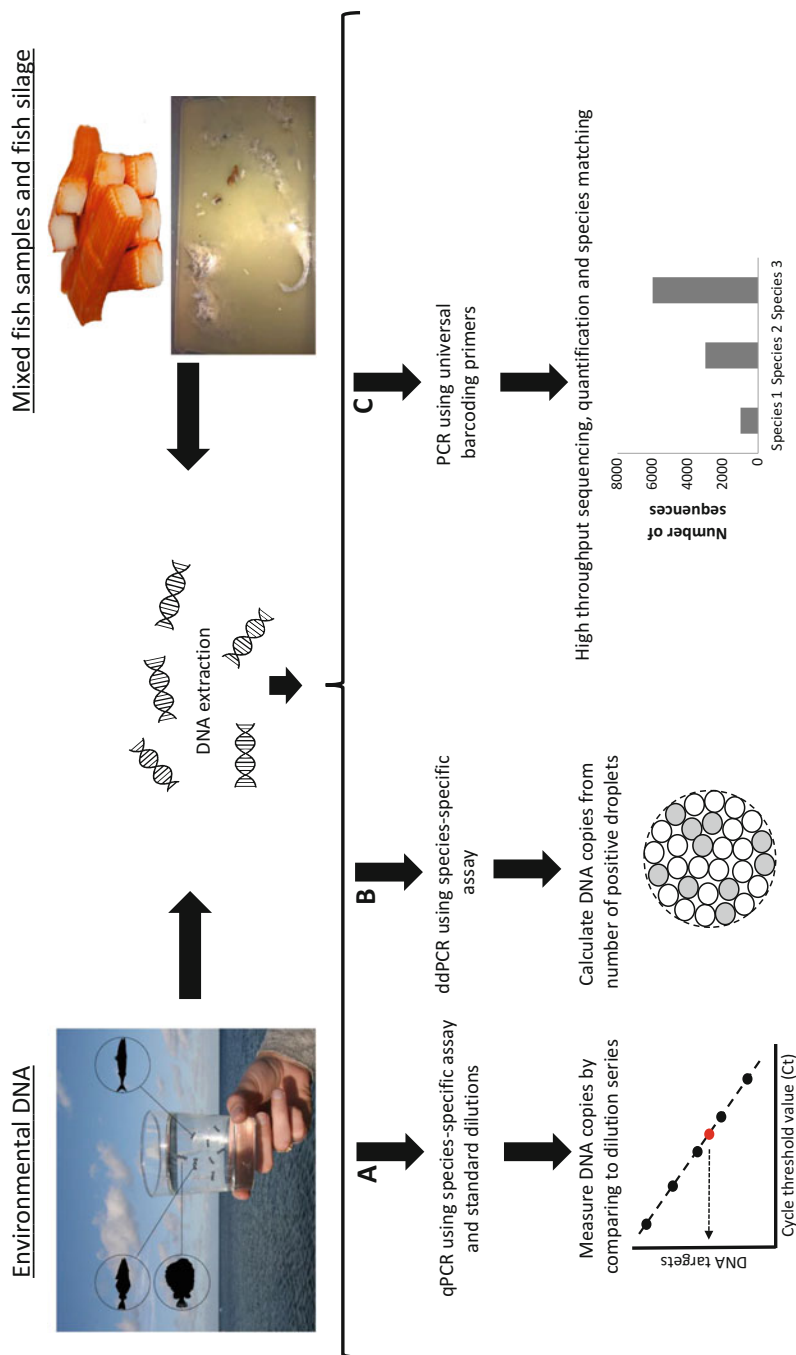 Environmental DNA
Mixed fish samples and fish silage
DNA extraction
A
qPCR using species-specific assay
and standard dilutions
Measure DNA copies by
comparing to dilution series
DNA targets
Cycle threshold value (Ct)
B
ddPCR using species-specific
assay
Calculate DNA copies from
number of positive droplets
C
PCR using universal
barcoding primers
High throughput sequencing, quantification and species matching
Number of
sequences
8000
6000
4000
2000
0
Species 1 Species 2 Species 3